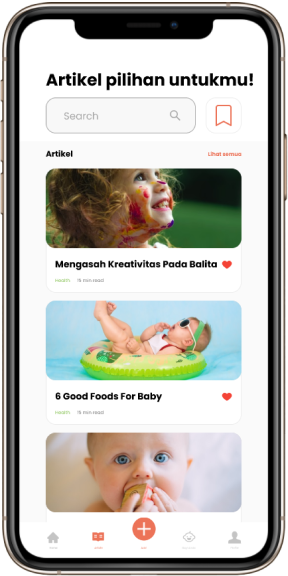 Artikel pilihan untukmu!
Search
Artikel
Lihat semua
Mengasah Kreativitas Pada Balita
Health 15 min read
6 Good Foods For Baby
Health 15 min read